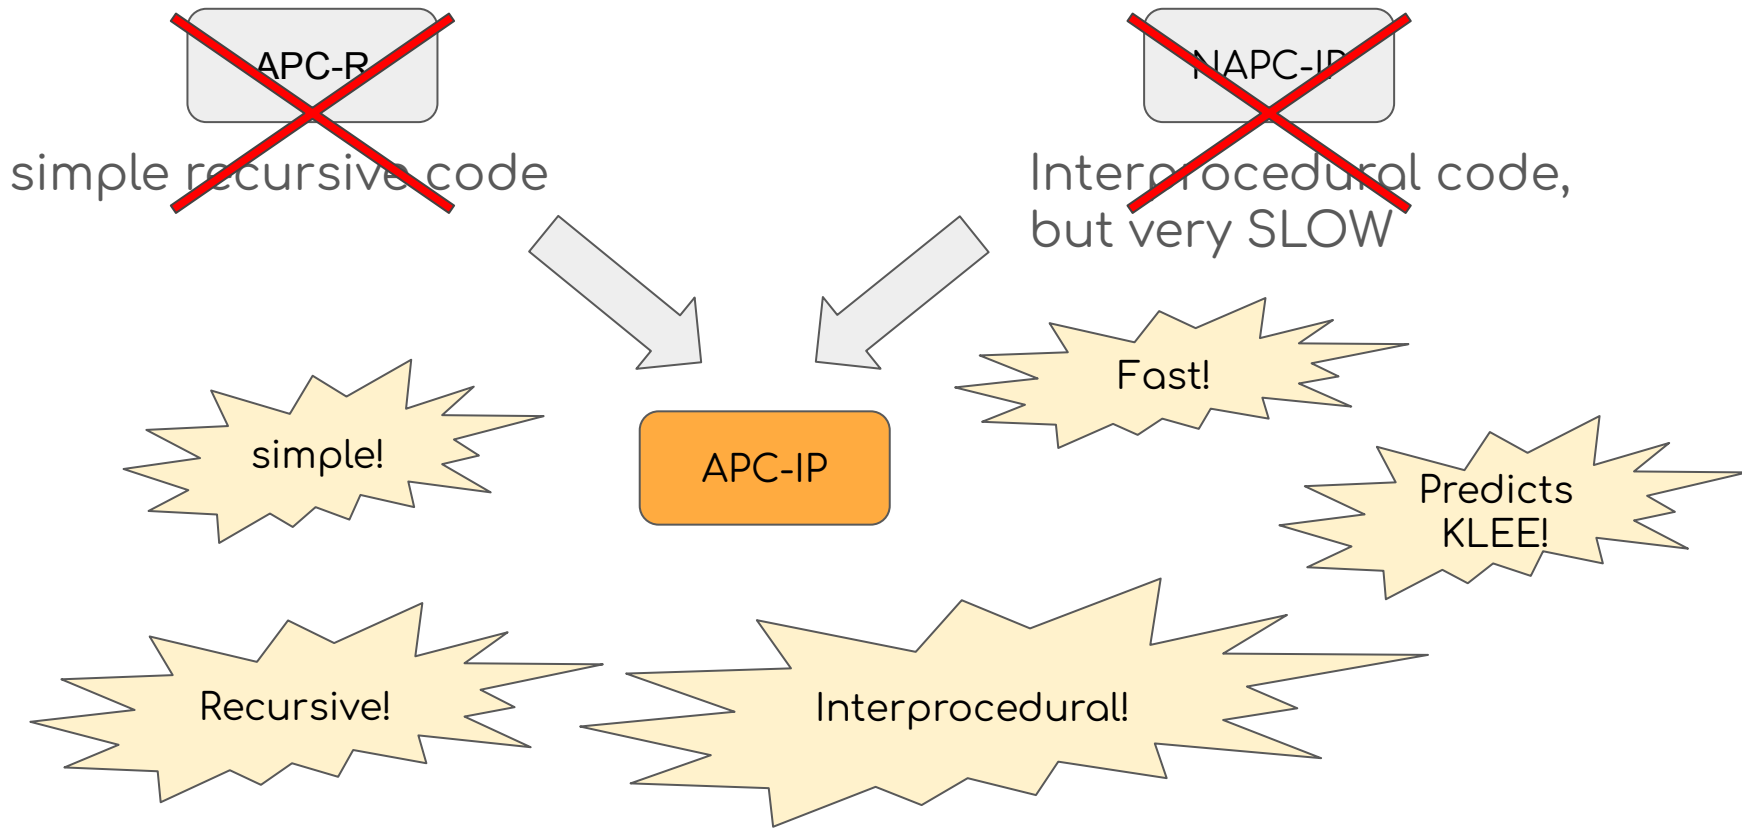 APC-R
NAPC-IP
simple recursive code
Interprocedural code,
but very SLOW
Fast!
simple!
APC-IP
Predicts
KLEE!
Recursive!
Interprocedural!